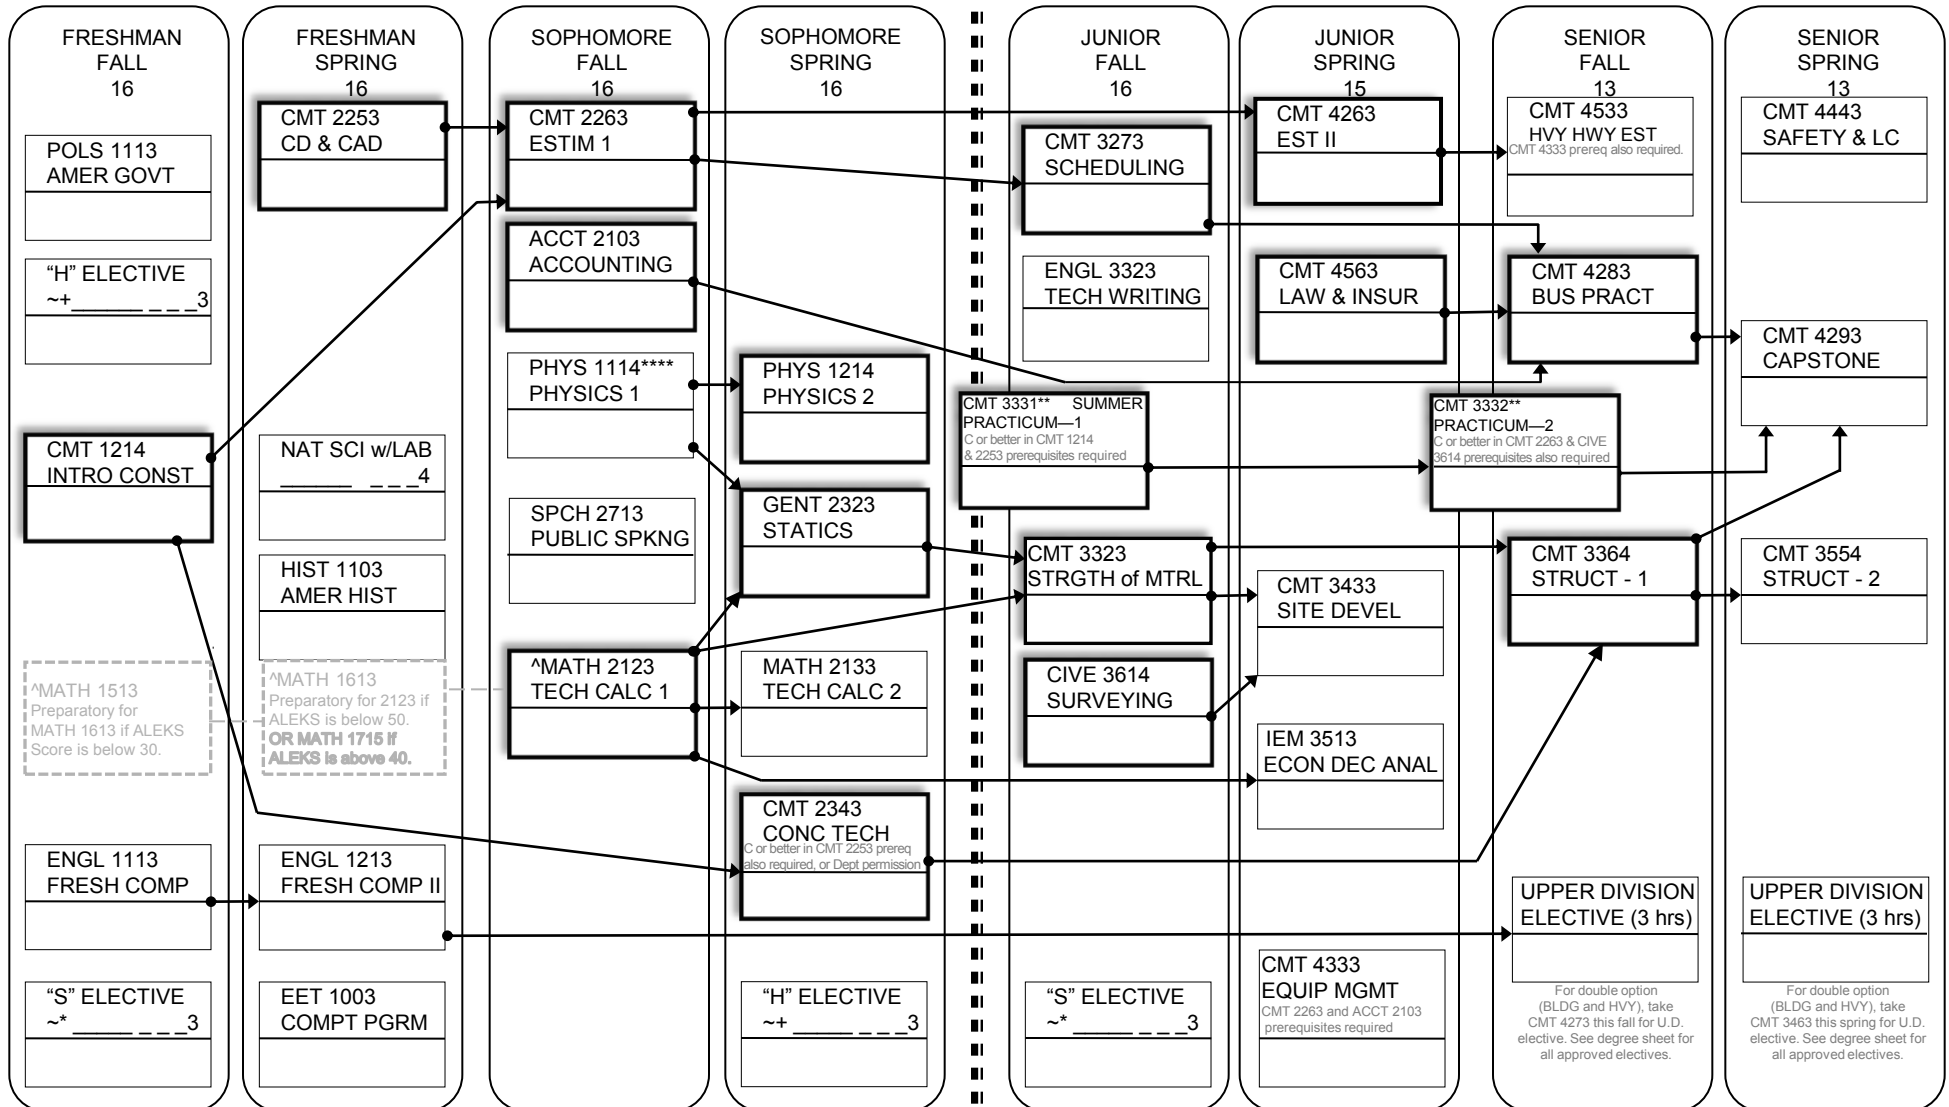 FRESHMAN
FALL
16
POLS 1113
AMER GOVT
“H” ELECTIVE
~+______ _ _ _3
CMT 1214
INTRO CONST
^MATH 1513
Preparatory for
MATH 1613 if ALEKS
Score is below 30.
ENGL 1113
FRESH COMP
“S” ELECTIVE
~* _____ _ _ _3
FRESHMAN
SPRING
16
CMT 2253
CD & CAD
NAT SCI w/LAB
______ _ _ _4
HIST 1103
AMER HIST
^MATH 1613
Preparatory for 2123 if
ALEKS is below 50.
OR MATH 1715 if
ALEKS is above 40.
ENGL 1213
FRESH COMP II
EET 1003
COMPT PGRM
SOPHOMORE
FALL
16
CMT 2263
ESTIM 1
ACCT 2103
ACCOUNTING
PHYS 1114****
PHYSICS 1
SPCH 2713
PUBLIC SPKNG
^MATH 2123
TECH CALC 1
SOPHOMORE
SPRING
16
PHYS 1214
PHYSICS 2
GENT 2323
STATICS
MATH 2133
TECH CALC 2
CMT 2343
CONC TECH
C or better in CMT 2253 prereq
also required, or Dept permission
“H” ELECTIVE
~+ _____ _ _ _3
JUNIOR
FALL
16
CMT 3273
SCHEDULING
ENGL 3323
TECH WRITING
CMT 3331** SUMMER
PRACTICUM—1
C or better in CMT 1214
& 2253 prerequisites required
CMT 3323
STRGTH of MTRL
CIVE 3614
SURVEYING
“S” ELECTIVE
~* _____ _ _ _3
JUNIOR
SPRING
15
CMT 4263
EST II
CMT 4563
LAW & INSUR
CMT 3332**
PRACTICUM—2
C or better in CMT 2263 & CIVE
3614 prerequisites also required
CMT 3433
SITE DEVEL
IEM 3513
ECON DEC ANAL
CMT 4333
EQUIP MGMT
CMT 2263 and ACCT 2103
prerequisites required
SENIOR
FALL
13
CMT 4533
HVY HWY EST
CMT 4333 prereq also required.
CMT 4283
BUS PRACT
CMT 3364
STRUCT - 1
UPPER DIVISION
ELECTIVE (3 hrs)
For double option
(BLDG and HVY), take
CMT 4273 this fall for U.D.
elective. See degree sheet for
all approved electives.
SENIOR
SPRING
13
CMT 4443
SAFETY & LC
CMT 4293
CAPSTONE
CMT 3554
STRUCT - 2
UPPER DIVISION
ELECTIVE (3 hrs)
For double option
(BLDG and HVY), take
CMT 3463 this spring for U.D.
elective. See degree sheet for
all approved electives.